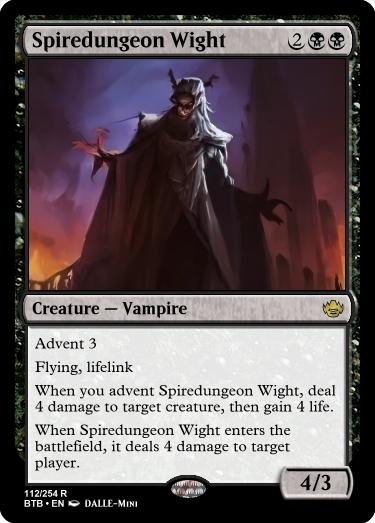 Spiredungeon Wight 2
Creature — Vampire
Advent 3
Flying, lifelink
When you advent Spiredungeon Wight, deal
4 damage to target creature, then gain 4 life.
When Spiredungeon Wight enters the
battlefield, it deals 4 damage to target
player.
4/3
112/254 R
BTB • EN DALLE-Mini